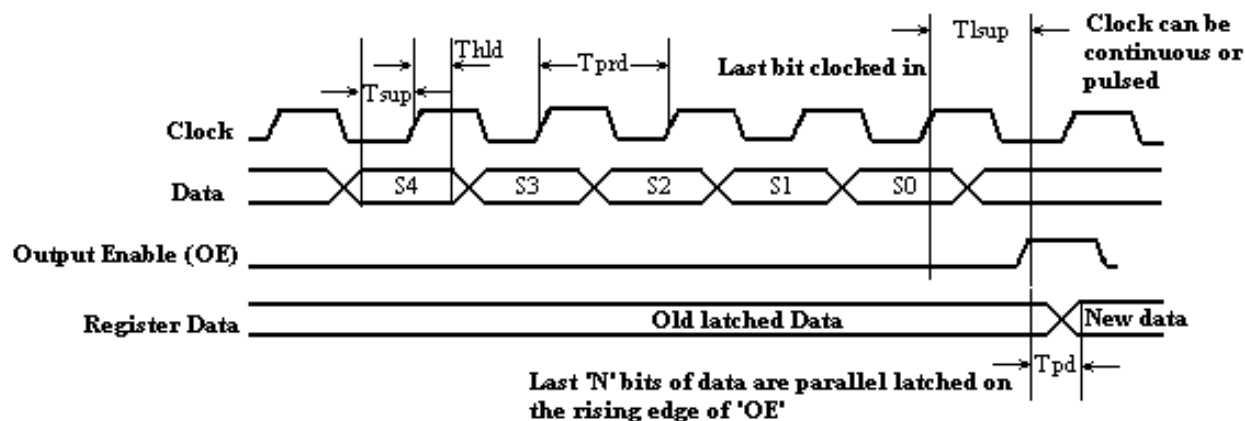 Tlsup
Clock can be
continuous or
pulsed
Thld
Tprd
Last bit clocked in
Tsup
Clock
Data
S4
S3
S2
S1
S0
Output Enable (OE)
Register Data
Old latched Data
New data
Tpd
Last 'N' bits of data are parallel latched on
the rising edge of 'OE'